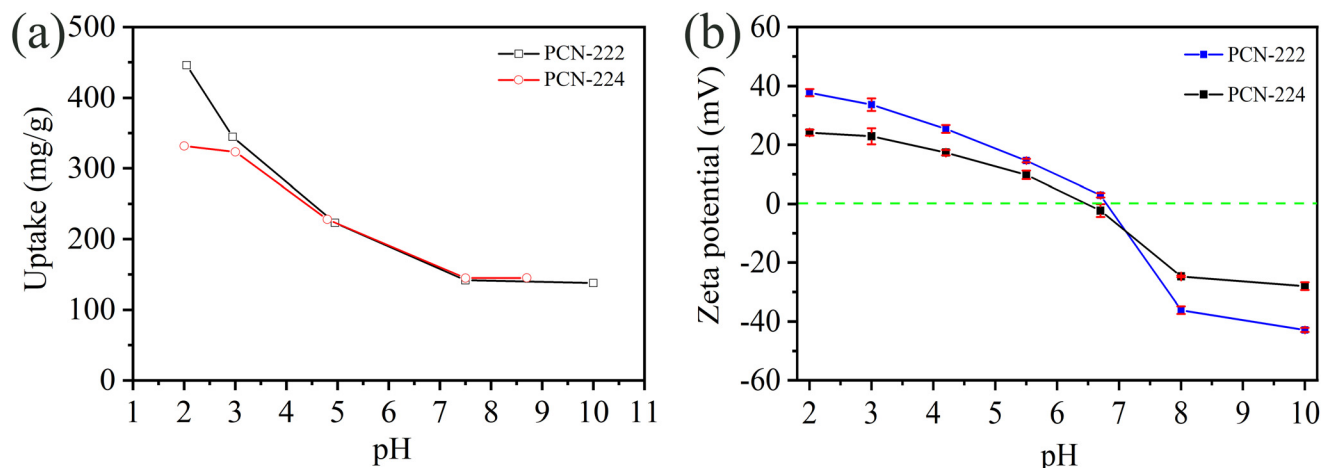 (a)
500
400
300
200
100
0
Uptake (mg/g)
PCN-222
PCN-224
1 2 3 4 5 6 7 8 9 10 11
pH
(b)
60
40
20
0
-20
-40
-60
Zeta potential (mV)
PCN-222
PCN-224
2 3 4 5 6 7 8 10
pH